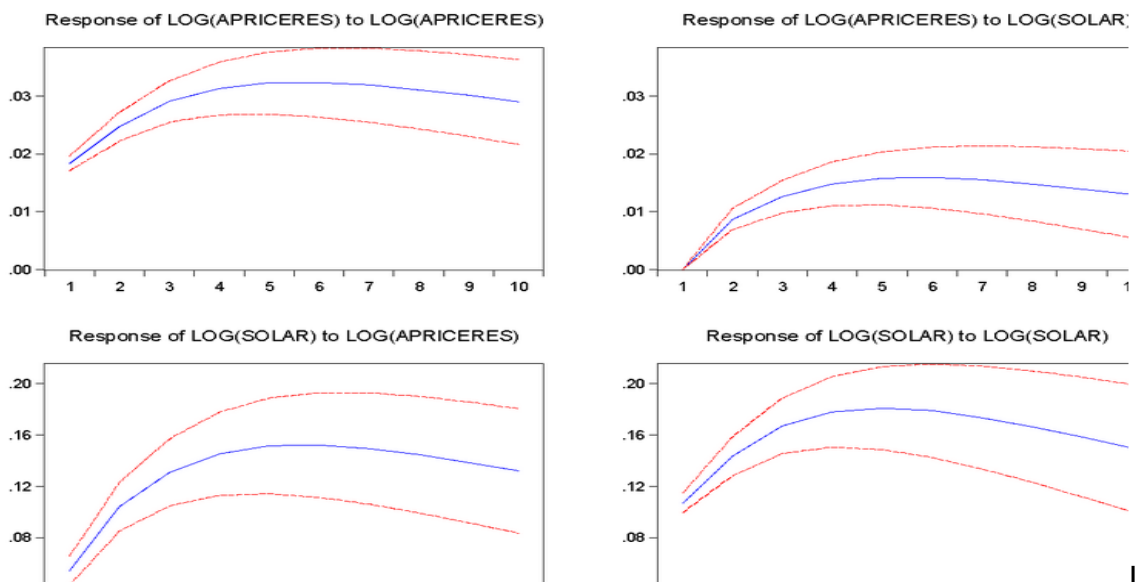 Response of LOG(APRICERES) to LOG(APRICERES)
.03
.02
.01
.00
1 2 3 4 5 6 7 8 9 10
Response of LOG(APRICERES) to LOG(SOLAR)
.03
.02
.01
.00
1 2 3 4 5 6 7 8 9 1
Response of LOG(SOLAR) to LOG(APRICERES)
.20
.16
.12
.08
Response of LOG(SOLAR) to LOG(SOLAR)
.20
.16
.12
.08